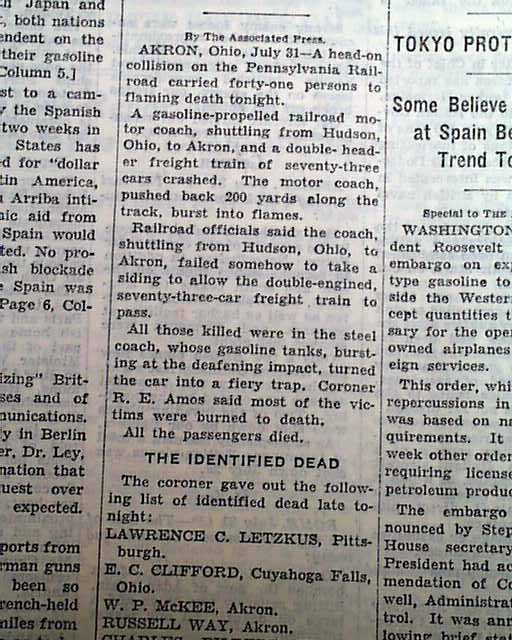 n Japan and
, both nations
endent on the
their gasoline
Column 5.]
st to a cam-
y the Spanish
two weeks in
States has
ed for "dollar
tin America,
Arriba inti-
mic aid from
Spain would
ted. No pro-
sh blockade
e Spain was
Page 6, Col-
izing" Brit-
ses and of
munications.
ly in Berlin
er, Dr. Ley,
nation that
uest over
expected.
ports from
rman guns
been so
rench-held
miles from
By The Associated Press.
AKRON, Ohio, July 31—A head-on
collision on the Pennsylvania Rail-
road carried forty-one persons to
flaming death tonight.
A gasoline-propelled railroad mo-
tor coach, shuttling from Hudson,
Ohio, to Akron, and a double-head-
er freight train of seventy-three
cars crashed. The motor coach,
pushed back 200 yards along the
track, burst into flames.
Railroad officials said the coach,
shuttling from Hudson, Ohio, to
Akron, failed somehow to take a
siding to allow the double-engined,
seventy-three-car freight train to
pass.
All those killed were in the steel
coach, whose gasoline tanks, burst-
ing at the deafening impact, turned
the car into a fiery trap. Coroner
R. E. Amos said most of the vic-
tims were burned to death.
All the passengers died.
THE IDENTIFIED DEAD
The coroner gave out the follow-
ing list of identified dead late to-
night:
LAWRENCE C. LETZKUS, Pitts-
burgh.
E. C. CLIFFORD, Cuyahoga Falls,
Ohio.
W. P. McKEE, Akron.
RUSSELL WAY, Akron.
TOKYO PROT
Some Believe
at Spain Be
Trend To
Special to THE
WASHINGTON
dent Roosevelt
embargo on exp
type gasoline to
side the Wester
cept quantities t
sary for the oper
owned airplanes
eign services.
This order, whi
repercussions in
was based on na
quirements. It
week other order
requiring license
petroleum produc
The embargo
nounced by Step
House secretary
President had ac
mendation of Co
well, Administrat
trol. It was ann
lowing brief sta